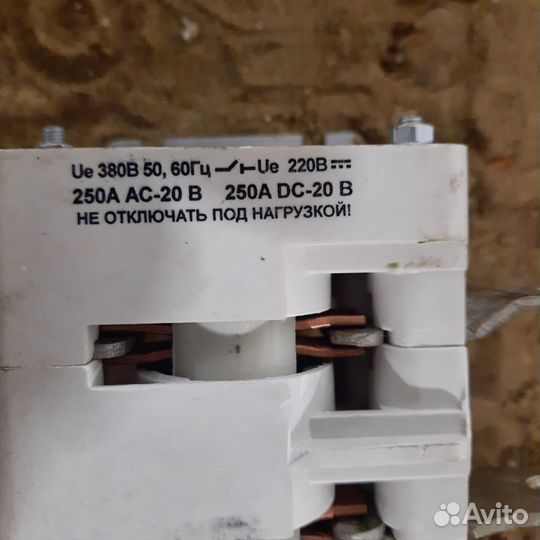 Ue 380В 50, 60Гц Ue 220В
250А АС-20 В 250А DC-20 В
НЕ ОТКЛЮЧАТЬ ПОД НАГРУЗКОЙ!
Avito